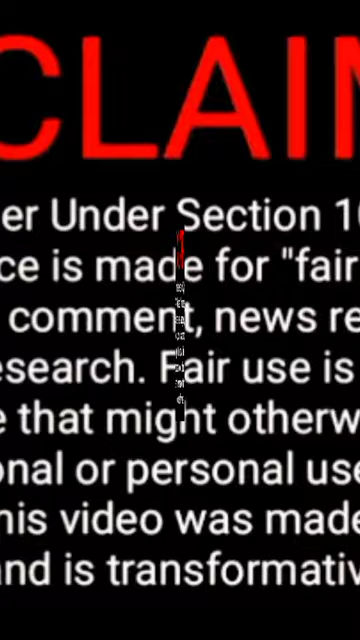 CLAIM
er Under Section 10
ce is made for "fair
comment, news re
esearch. Fair use is
e that might otherw
onal or personal use
his video was made
and is transformativ